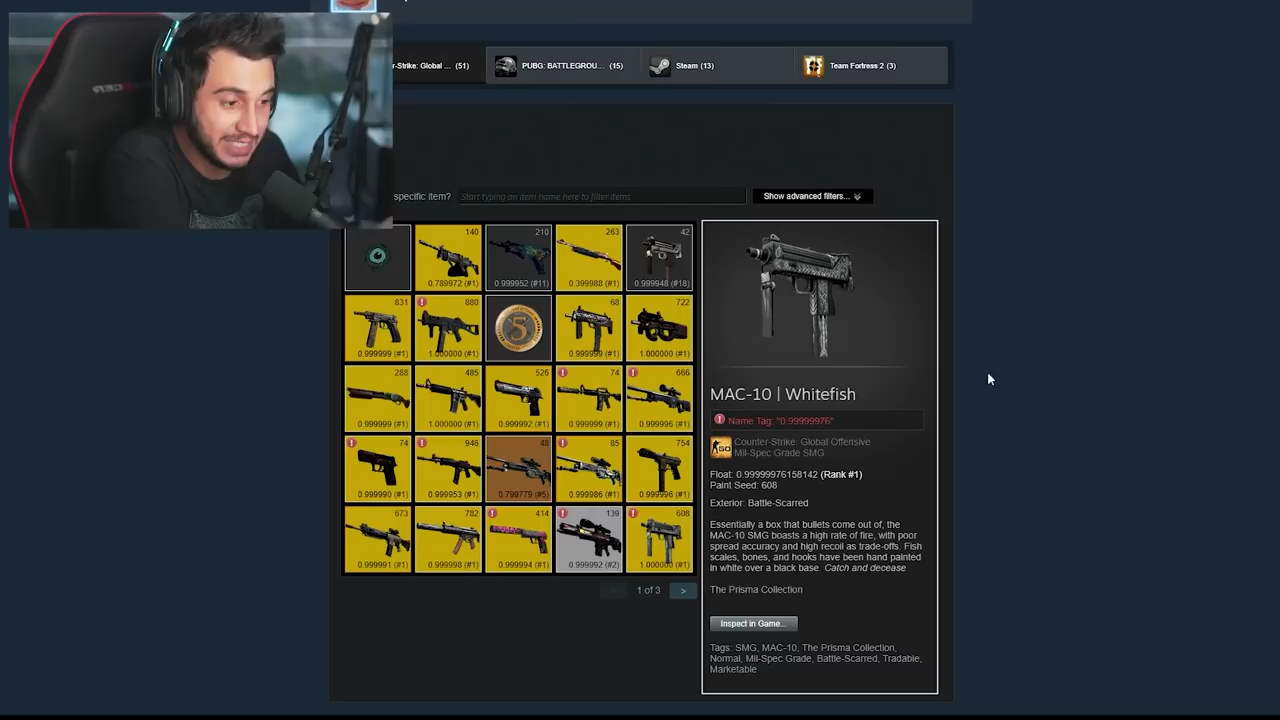 r-Strike: Global ... (51)
PUBG: BATTLEGROU... (15)
Steam (13)
Team Fortress 2 (3)
specific item?
Start typing an item name here to filter items
Show advanced filters...
140
0.789972 (#1)
210
0.999952 (#11)
263
0.399988 (#1)
42
0.999948 (#18)
831
0.999999 (#1)
880
1.000000 (#1)
5
68
0.999999 (#1)
722
1.000000 (#1)
288
0.999999 (#1)
485
1.000000 (#1)
526
0.999992 (#1)
74
0.999999 (#1)
666
0.999996 (#1)
74
0.999990 (#1)
946
0.999953 (#1)
48
0.799779 (#5)
85
0.999986 (#1)
754
0.999996 (#1)
673
0.999991 (#1)
782
0.999998 (#1)
414
0.999994 (#1)
139
0.999992 (#2)
608
1.000000 (#1)
1 of 3
>
MAC-10 | Whitefish
Name Tag: "0.99999976"
Counter-Strike: Global Offensive
Mil-Spec Grade SMG
Float: 0.99999976158142 (Rank #1)
Paint Seed: 608
Exterior: Battle-Scarred
Essentially a box that bullets come out of, the
MAC-10 SMG boasts a high rate of fire, with poor
spread accuracy and high recoil as trade-offs. Fish
scales, bones, and hooks have been hand painted
in white over a black base. Catch and decease
The Prisma Collection
Inspect in Game...
Tags: SMG, MAC-10, The Prisma Collection,
Normal, Mil-Spec Grade, Battle-Scarred, Tradable,
Marketable